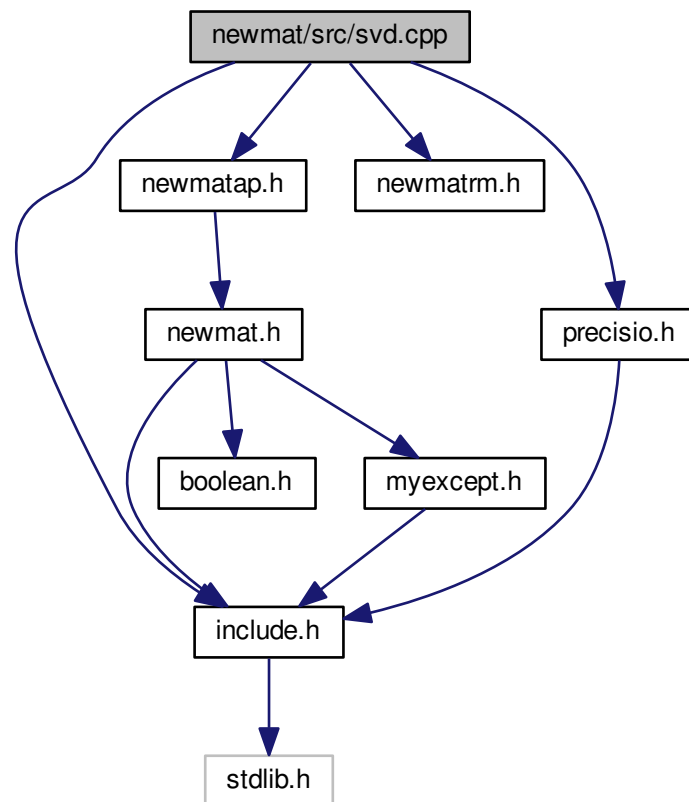 newmat/src/svd.cpp
newmatap.h
newmatrm.h
newmat.h
precisio.h
boolean.h
myexcept.h
include.h
stdlib.h